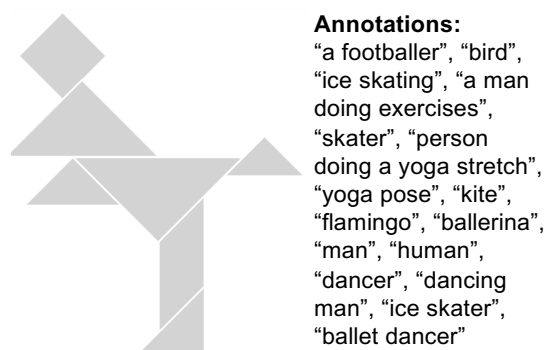 Annotations:
“a footballer”, “bird”,
“ice skating”, “a man
doing exercises”,
“skater”, “person
doing a yoga stretch”,
“yoga pose”, “kite”,
“flamingo”, “ballerina”,
“man”, “human”,
“dancer”, “dancing
man”, “ice skater”,
“ballet dancer”